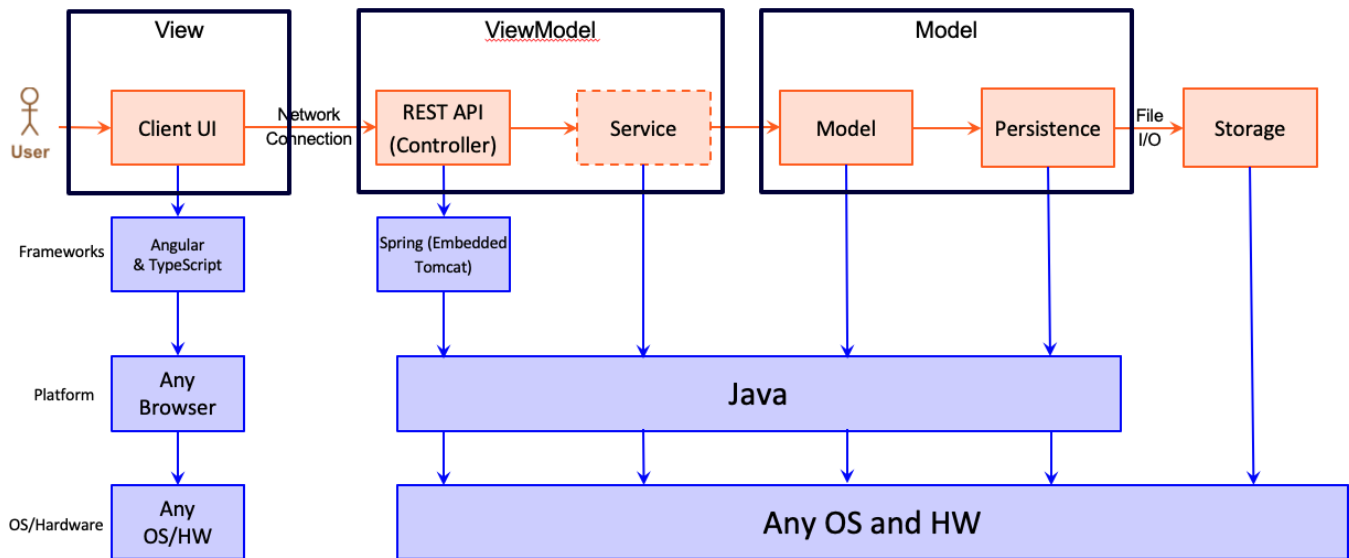 View
ViewModel
Model
User
Client UI
Network
Connection
REST API
(Controller)
Service
Model
Persistence
File
I/O
Storage
Frameworks
Angular
& TypeScript
Spring (Embedded
Tomcat)
Platform
Any
Browser
Java
OS/Hardware
Any
OS/HW
Any OS and HW